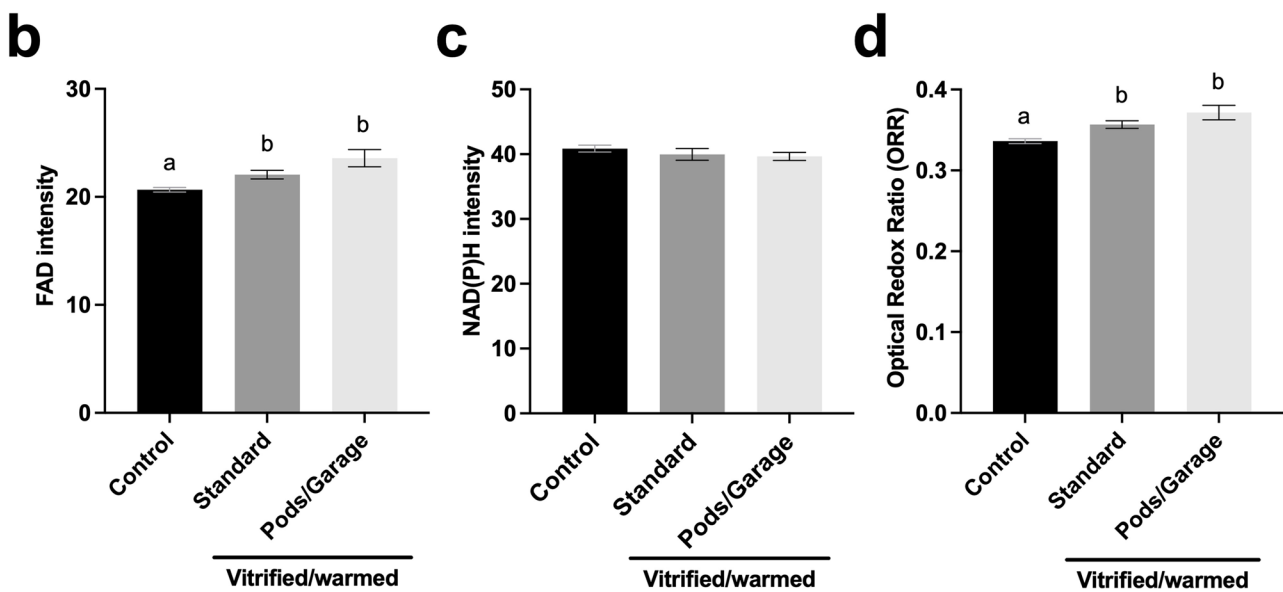 b
FAD intensity
30
20
10
0
a
b
b
Control
Standard
Pods/Garage
Vitrified/warmed
c
NAD(P)H intensity
50
40
30
20
10
0
Control
Standard
Pods/Garage
Vitrified/warmed
d
Optical Redox Ratio (ORR)
0.4
0.3
0.2
0.1
0.0
a
b
b
Control
Standard
Pods/Garage
Vitrified/warmed